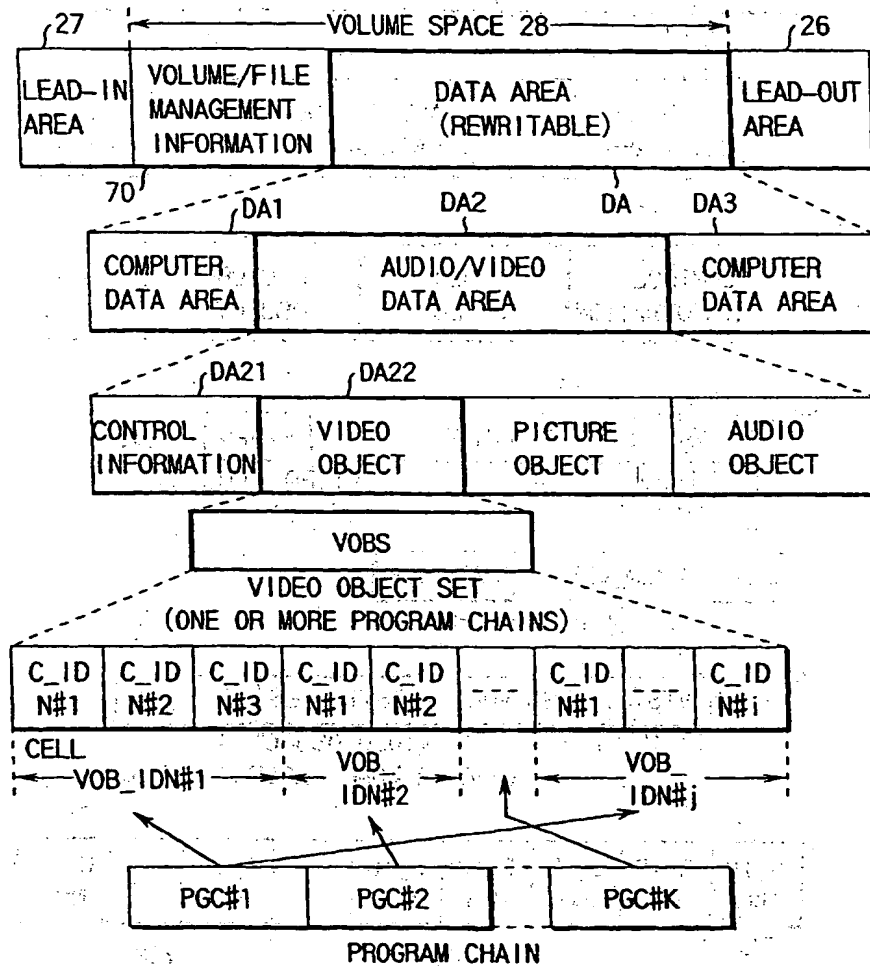 27
VOLUME SPACE 28
26
LEAD-IN
AREA
VOLUME/FILE
MANAGEMENT
INFORMATION
DATA AREA
(REWRITABLE)
LEAD-OUT
AREA
70
DA1
DA2
DA
DA3
COMPUTER
DATA AREA
AUDIO/VIDEO
DATA AREA
COMPUTER
DATA AREA
DA21
DA22
CONTROL
INFORMATION
VIDEO
OBJECT
PICTURE
OBJECT
AUDIO
OBJECT
VOBS
VIDEO OBJECT SET
(ONE OR MORE PROGRAM CHAINS)
C_ID
N#1
C_ID
N#2
C_ID
N#3
C_ID
N#1
C_ID
N#2
C_ID
N#1
C_ID
N#i
CELL
VOB_IDN#1
VOB_
IDN#2
VOB_
IDN#j
PGC#1
PGC#2
PGC#K
PROGRAM CHAIN